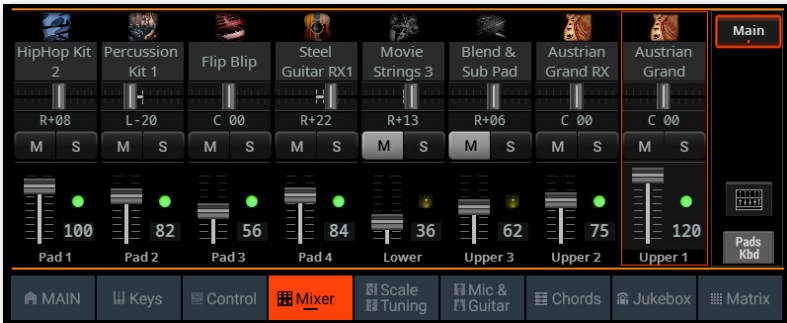 HipHop Kit 2
Percussion Kit 1
Flip Blip
Steel Guitar RX1
Movie Strings 3
Blend & Sub Pad
Austrian Grand RX
Austrian Grand
Main
R+08 L-20 C 00 R+22 R+13 R+06 C 00 C 00
M S M S M S M S M S M S M S M S
100 82 56 84 36 62 75 120
Pad 1 Pad 2 Pad 3 Pad 4 Lower Upper 3 Upper 2 Upper 1
Pads
Kbd
MAIN
Keys
Control
Mixer
Scale
Tuning
Mic &
Guitar
Chords
Jukebox
Matrix